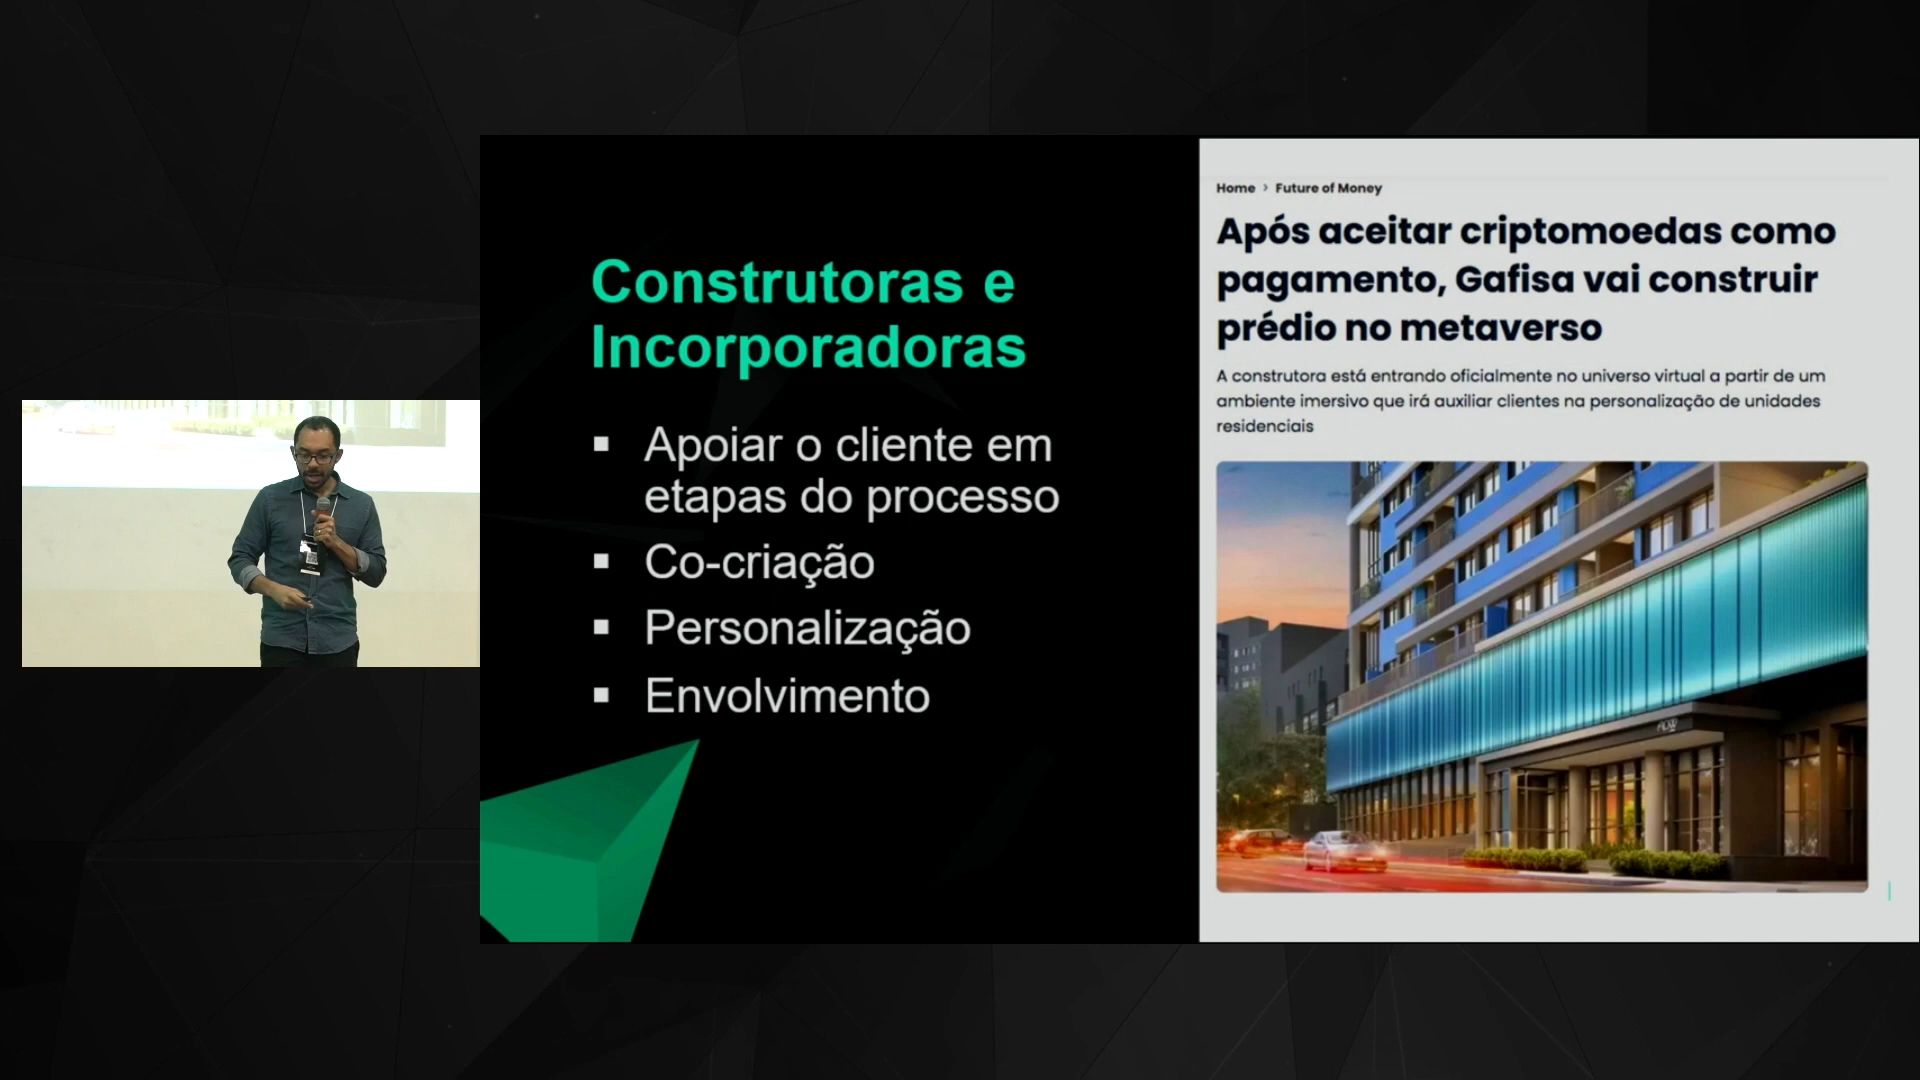 Construtoras e
Incorporadoras
▪ Apoiar o cliente em
etapas do processo
▪ Co-criação
▪ Personalização
▪ Envolvimento
Home › Future of Money
Após aceitar criptomoedas como
pagamento, Gafisa vai construir
prédio no metaverso
A construtora está entrando oficialmente no universo virtual a partir de um
ambiente imersivo que irá auxiliar clientes na personalização de unidades
residenciais